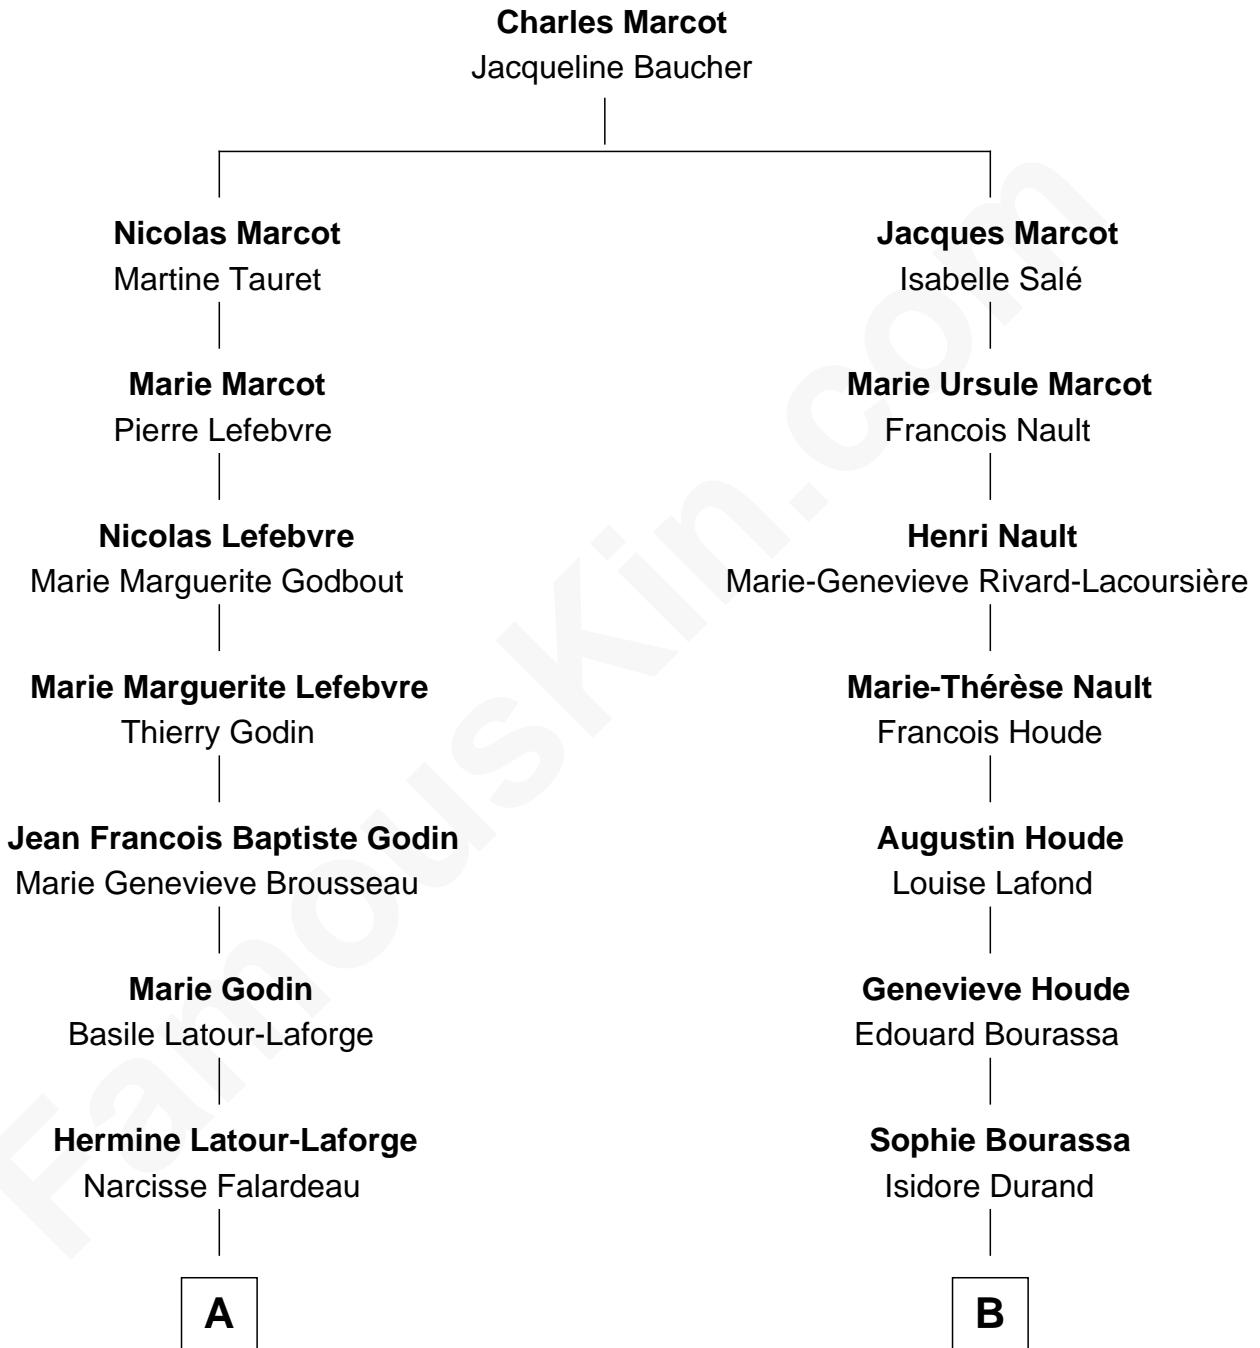 Charles Marcot
Jacqueline Baucher
Nicolas Marcot
Martine Tauret
Jacques Marcot
Isabelle Salé
Marie Marcot
Pierre Lefebvre
Marie Ursule Marcot
Francois Nault
Nicolas Lefebvre
Marie Marguerite Godbout
Henri Nault
Marie-Genevieve Rivard-Lacoursière
Marie Marguerite Lefebvre
Thierry Godin
Marie-Thérèse Nault
Francois Houde
Jean Francois Baptiste Godin
Marie Genevieve Brousseau
Augustin Houde
Louise Lafond
Marie Godin
Basile Latour-Laforge
Genevieve Houde
Edouard Bourassa
Hermine Latour-Laforge
Narcisse Falardeau
Sophie Bourassa
Isidore Durand
A
B
FamousKin.com